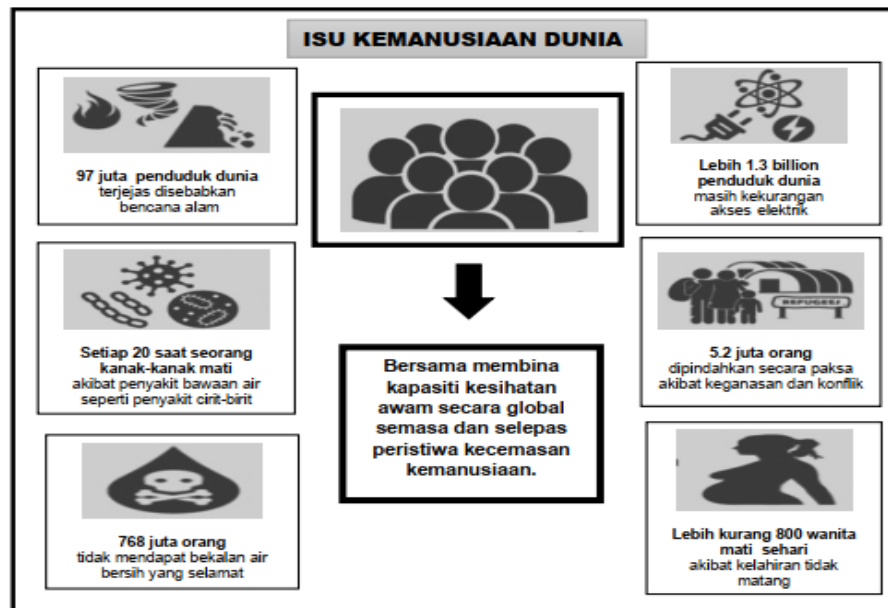 ISU KEMANUSIAAN DUNIA
97 juta penduduk dunia
terjejas disebabkan
bencana alam
Setiap 20 saat seorang
kanak-kanak mati
akibat penyakit bawaan air
seperti penyakit cirit-birit
768 juta orang
tidak mendapat bekalan air
bersih yang selamat
Bersama membina
kapasiti kesihatan
awam secara global
semasa dan selepas
peristiwa kecemasan
kemanusiaan.
Lebih 1.3 billion
penduduk dunia
masih kekurangan
akses elektrik
REFUGEES
5.2 juta orang
dipindahkan secara paksa
akibat keganasan dan konflik
Lebih kurang 800 wanita
mati sehari
akibat kelahiran tidak
matang